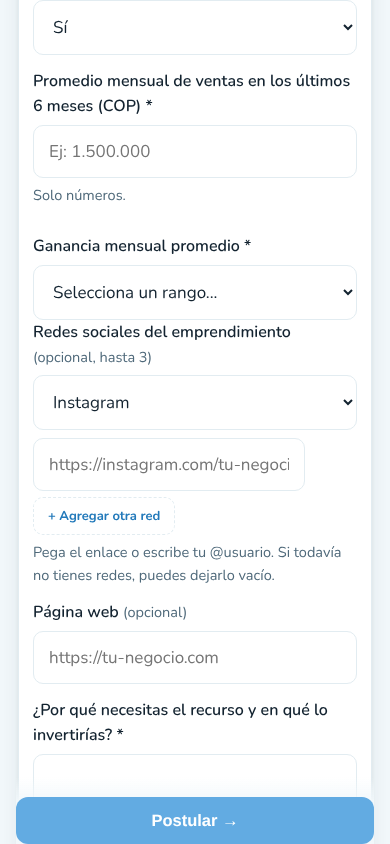 Sí
Promedio mensual de ventas en los últimos
6 meses (COP) *
Ej: 1.500.000
Solo números.
Ganancia mensual promedio *
Selecciona un rango...
Redes sociales del emprendimiento
(opcional, hasta 3)
Instagram
https://instagram.com/tu-negoci
+ Agregar otra red
Pega el enlace o escribe tu @usuario. Si todavía
no tienes redes, puedes dejarlo vacío.
Página web (opcional)
https://tu-negocio.com
¿Por qué necesitas el recurso y en qué lo
invertirías? *
Postular →